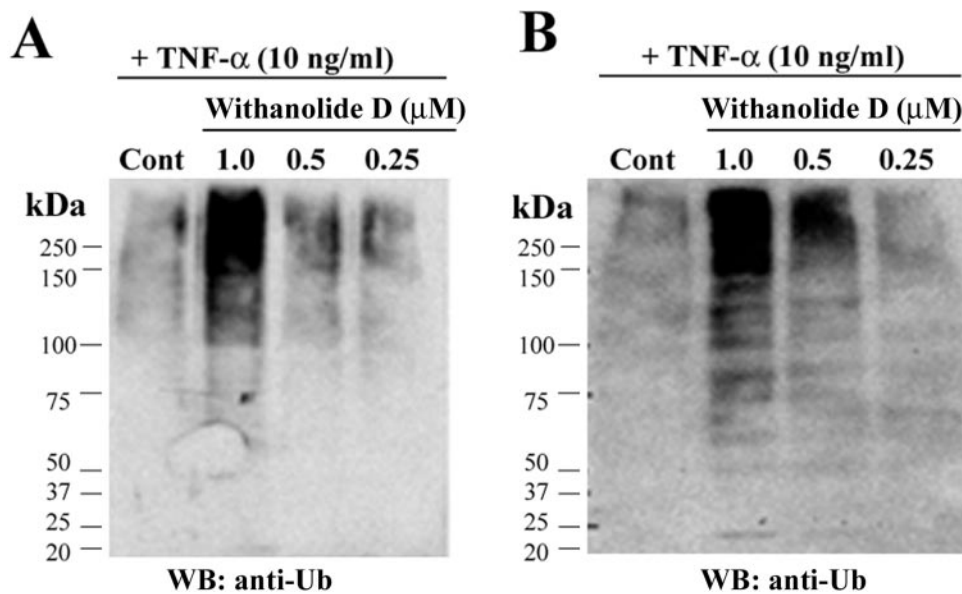 A
+ TNF-α (10 ng/ml)
Withanolide D (μM)
Cont 1.0 0.5 0.25
kDa
250
150
100
75
50
37
25
20
WB: anti-Ub
B
+ TNF-α (10 ng/ml)
Withanolide D (μM)
Cont 1.0 0.5 0.25
kDa
250
150
100
75
50
37
25
20
WB: anti-Ub